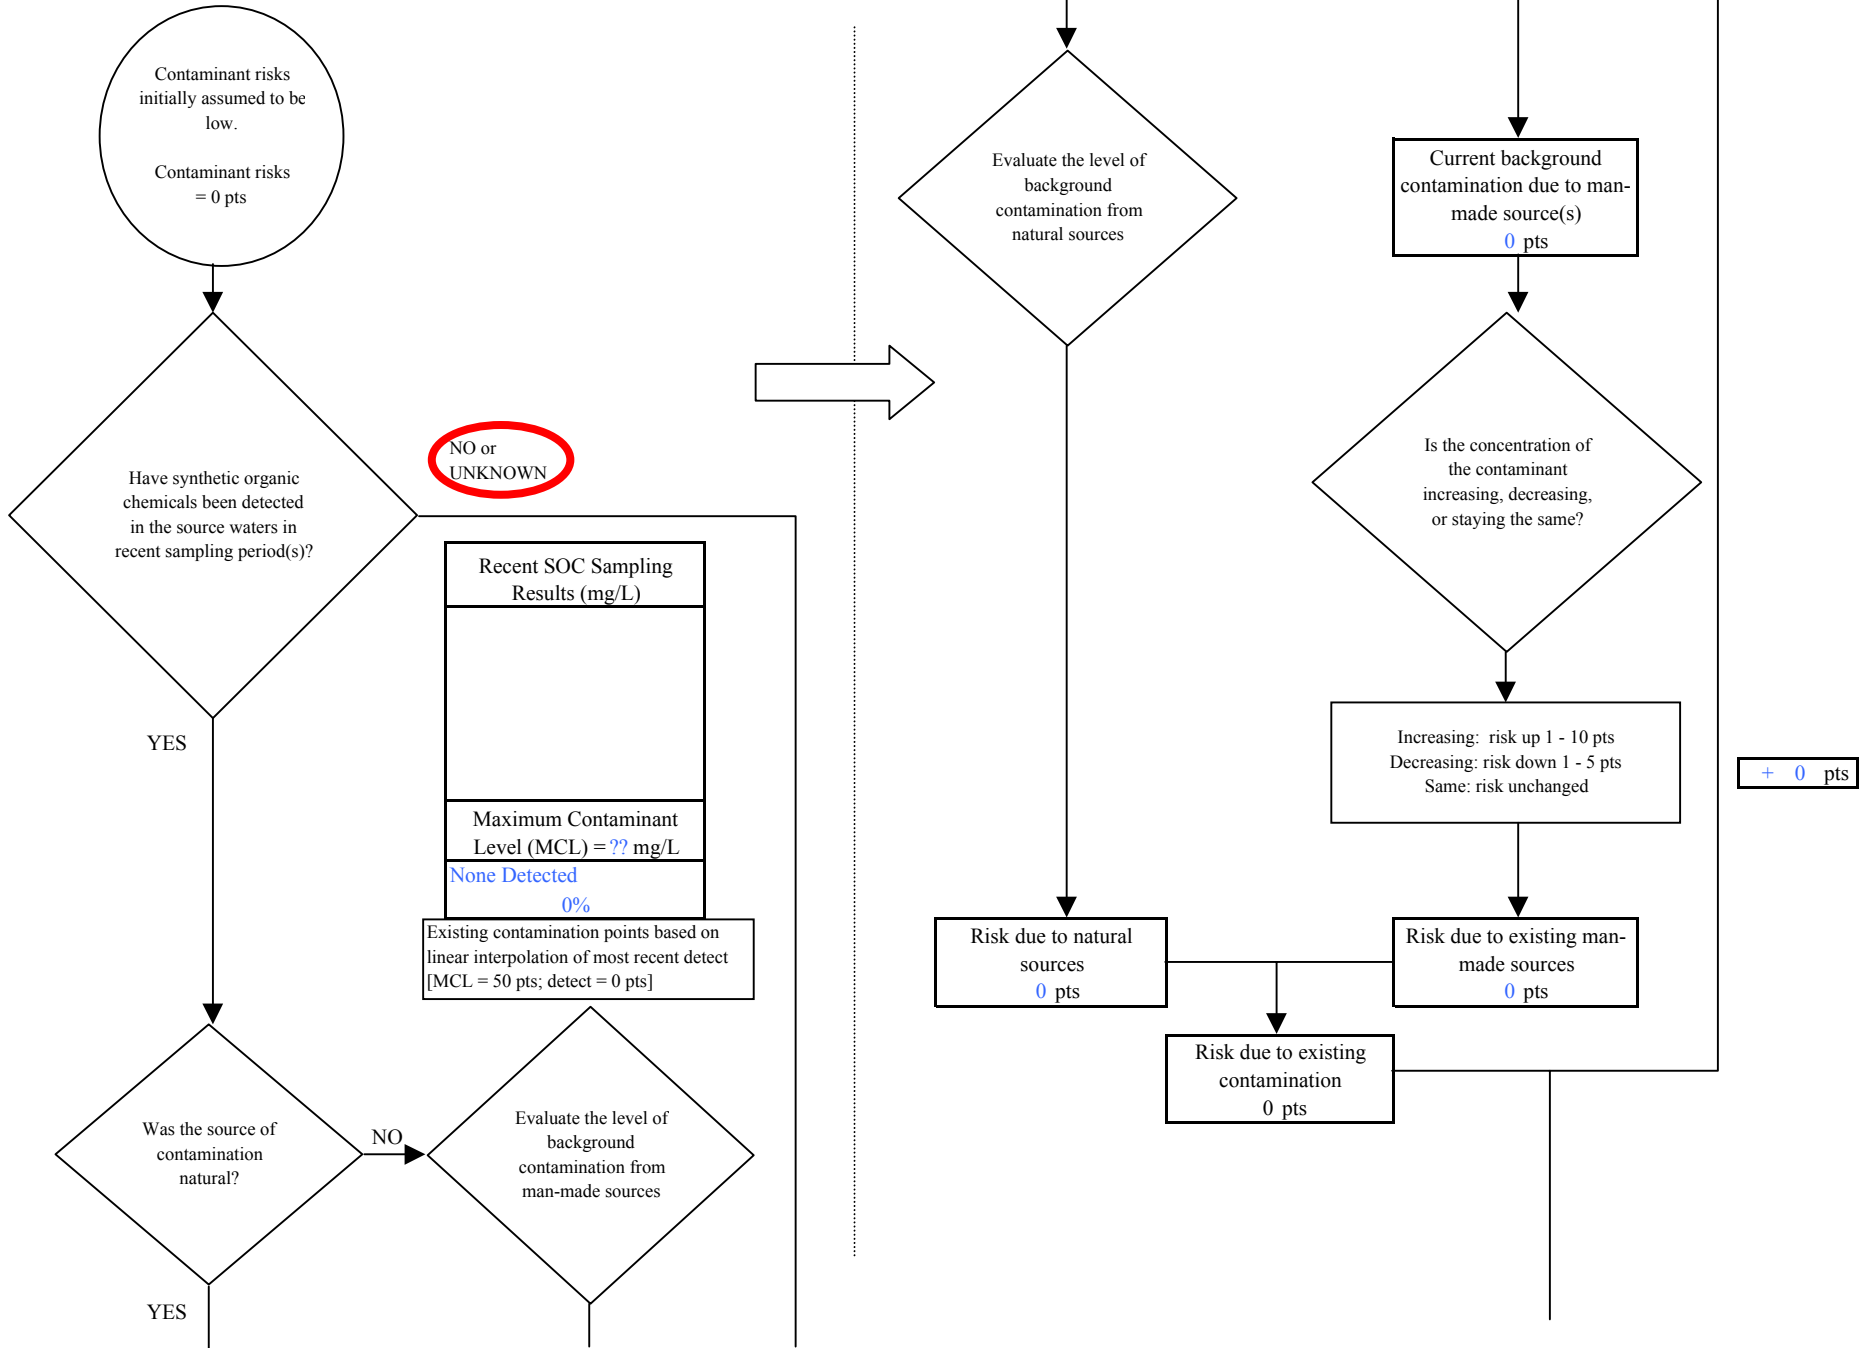 Contaminant risks
initially assumed to be
low.
Contaminant risks
= 0 pts
Have synthetic organic
chemicals been detected
in the source waters in
recent sampling period(s)?
NO or
UNKNOWN
YES
Recent SOC Sampling
Results (mg/L)
Maximum Contaminant
Level (MCL) = ?? mg/L
None Detected
0%
Existing contamination points based on
linear interpolation of most recent detect
[MCL = 50 pts; detect = 0 pts]
Was the source of
contamination
natural?
NO
YES
Evaluate the level of
background
contamination from
man-made sources
Evaluate the level of
background
contamination from
natural sources
Current background
contamination due to man-
made source(s)
0 pts
Is the concentration of
the contaminant
increasing, decreasing,
or staying the same?
Increasing: risk up 1 - 10 pts
Decreasing: risk down 1 - 5 pts
Same: risk unchanged
+ 0 pts
Risk due to natural
sources
0 pts
Risk due to existing man-
made sources
0 pts
Risk due to existing
contamination
0 pts